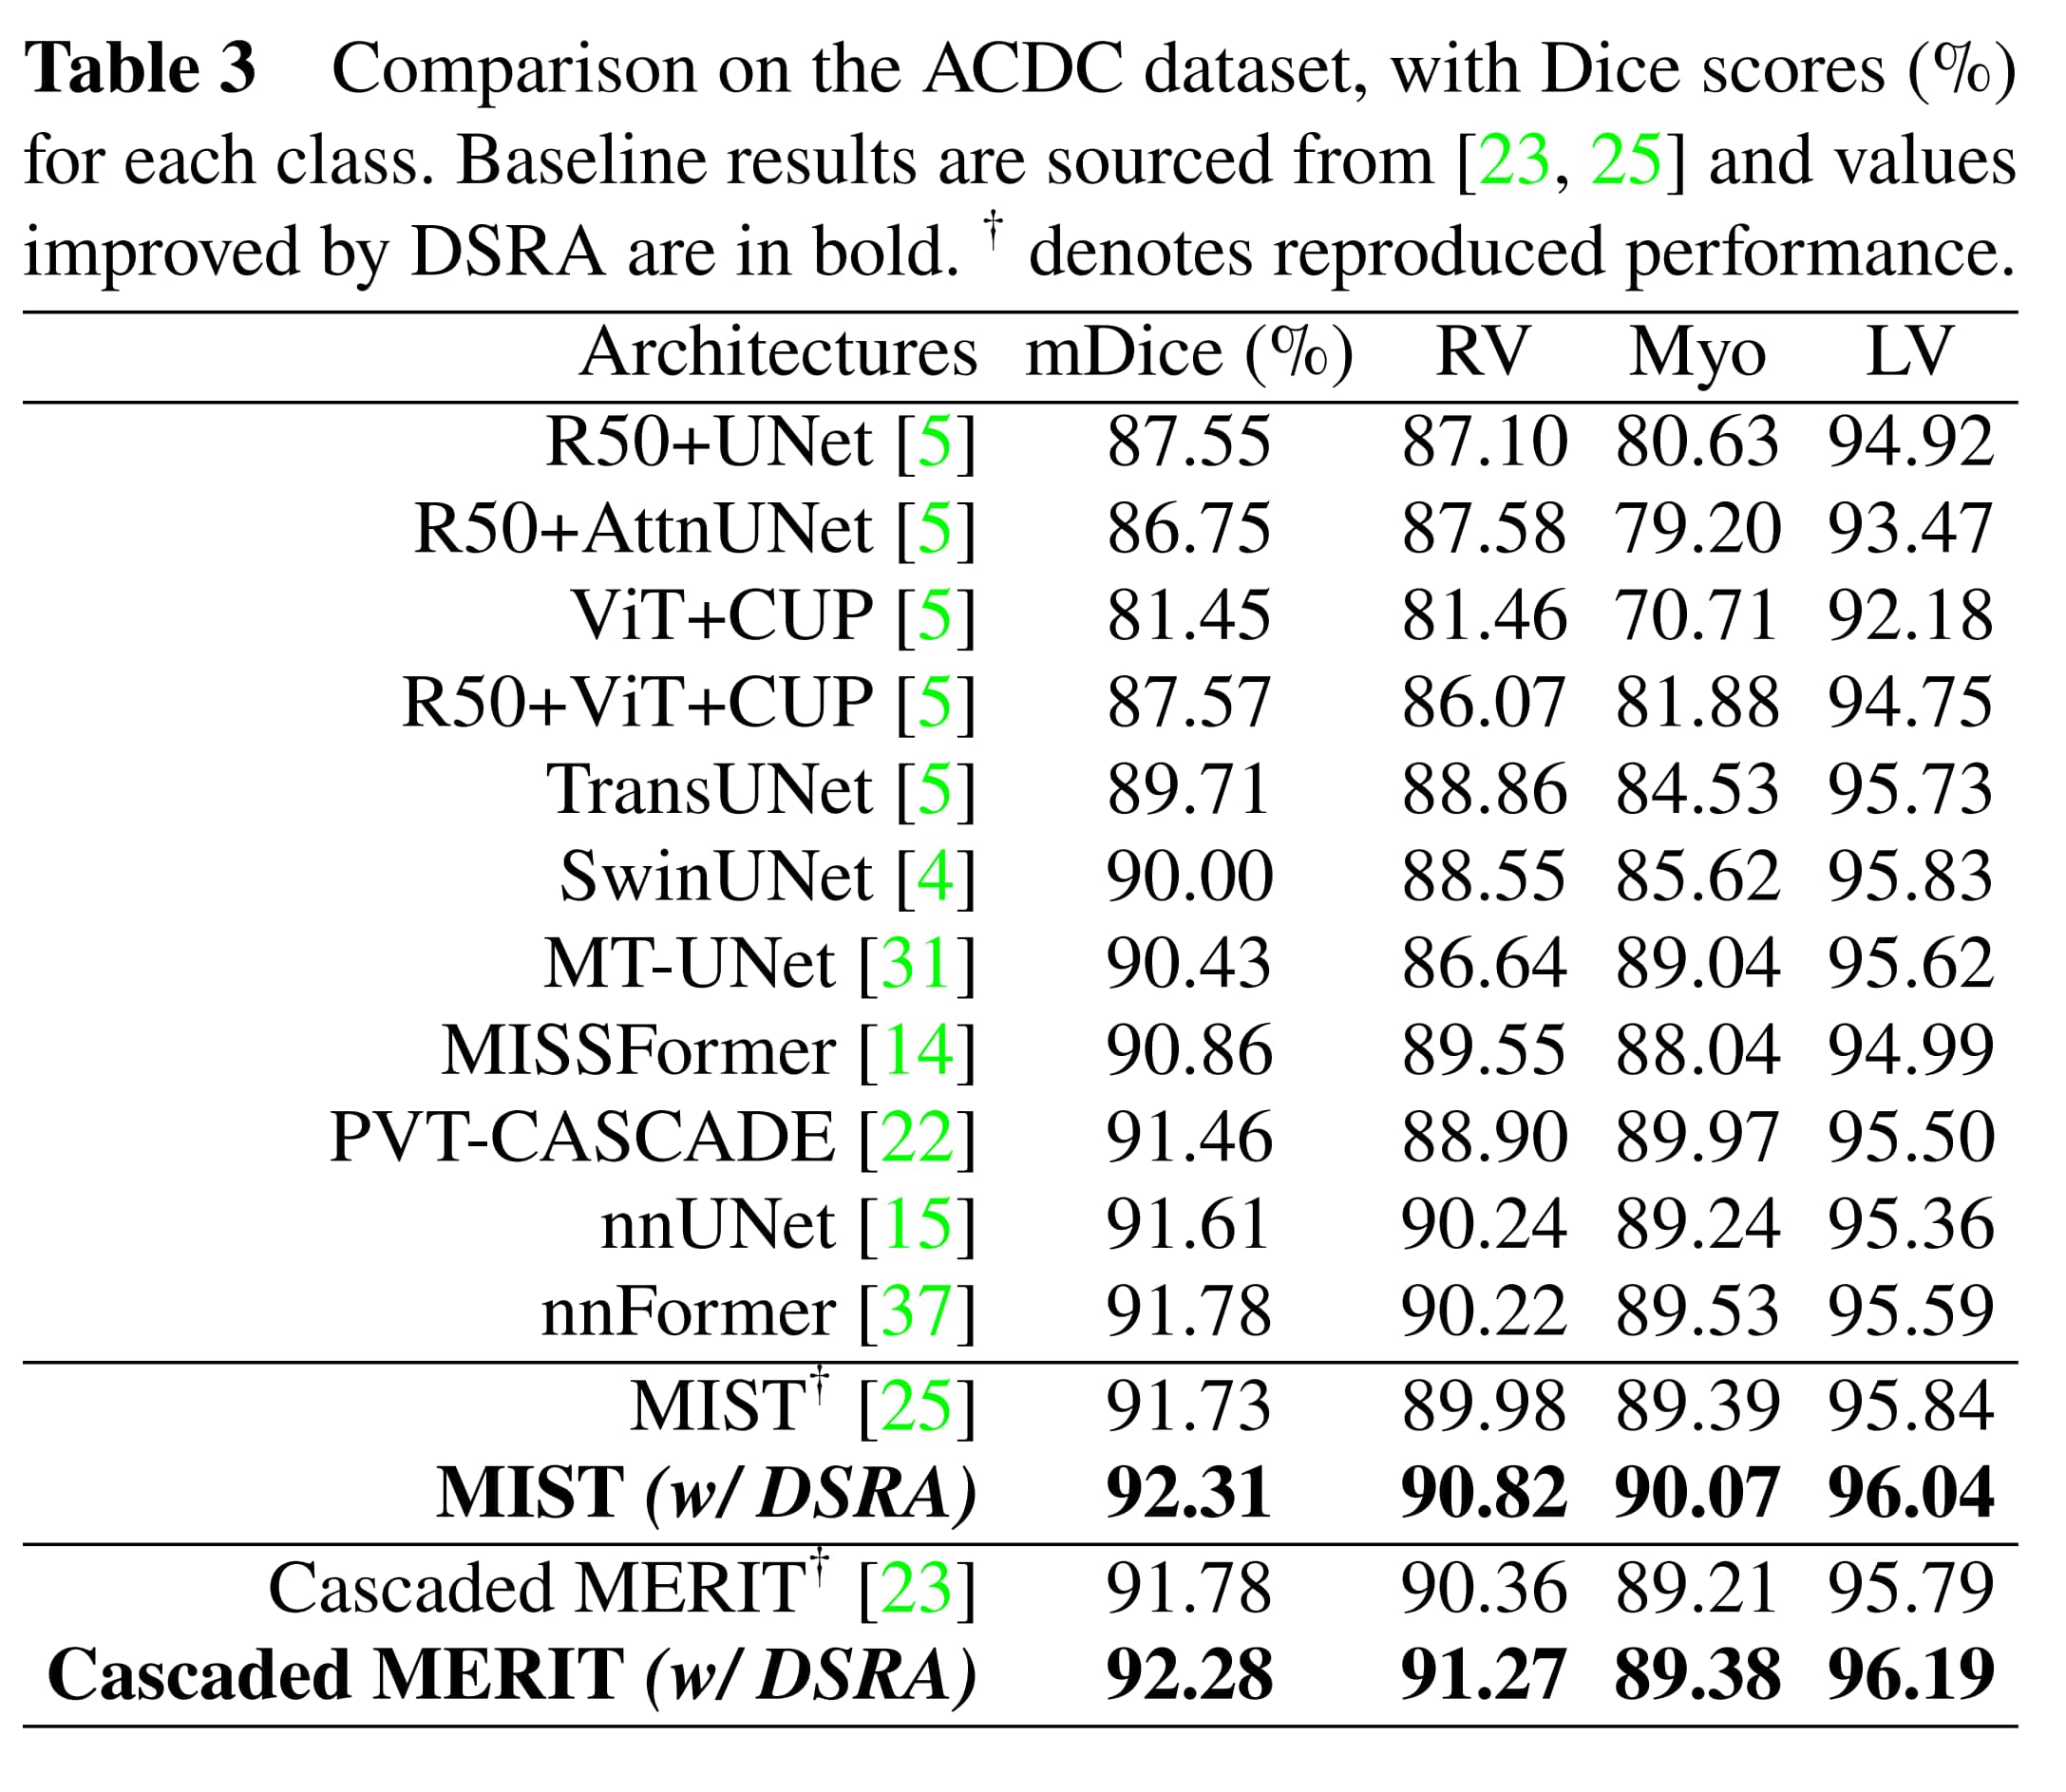 Table 3 Comparison on the ACDC dataset, with Dice scores (%)
for each class. Baseline results are sourced from [23, 25] and values
improved by DSRA are in bold. † denotes reproduced performance.
Architectures mDice (%) RV Myo LV
R50+UNet [5] 87.55 87.10 80.63 94.92
R50+AttnUNet [5] 86.75 87.58 79.20 93.47
ViT+CUP [5] 81.45 81.46 70.71 92.18
R50+ViT+CUP [5] 87.57 86.07 81.88 94.75
TransUNet [5] 89.71 88.86 84.53 95.73
SwinUNet [4] 90.00 88.55 85.62 95.83
MT-UNet [31] 90.43 86.64 89.04 95.62
MISSFormer [14] 90.86 89.55 88.04 94.99
PVT-CASCADE [22] 91.46 88.90 89.97 95.50
nnUNet [15] 91.61 90.24 89.24 95.36
nnFormer [37] 91.78 90.22 89.53 95.59
MIST† [25] 91.73 89.98 89.39 95.84
MIST (w/ DSRA) 92.31 90.82 90.07 96.04
Cascaded MERIT† [23] 91.78 90.36 89.21 95.79
Cascaded MERIT (w/ DSRA) 92.28 91.27 89.38 96.19